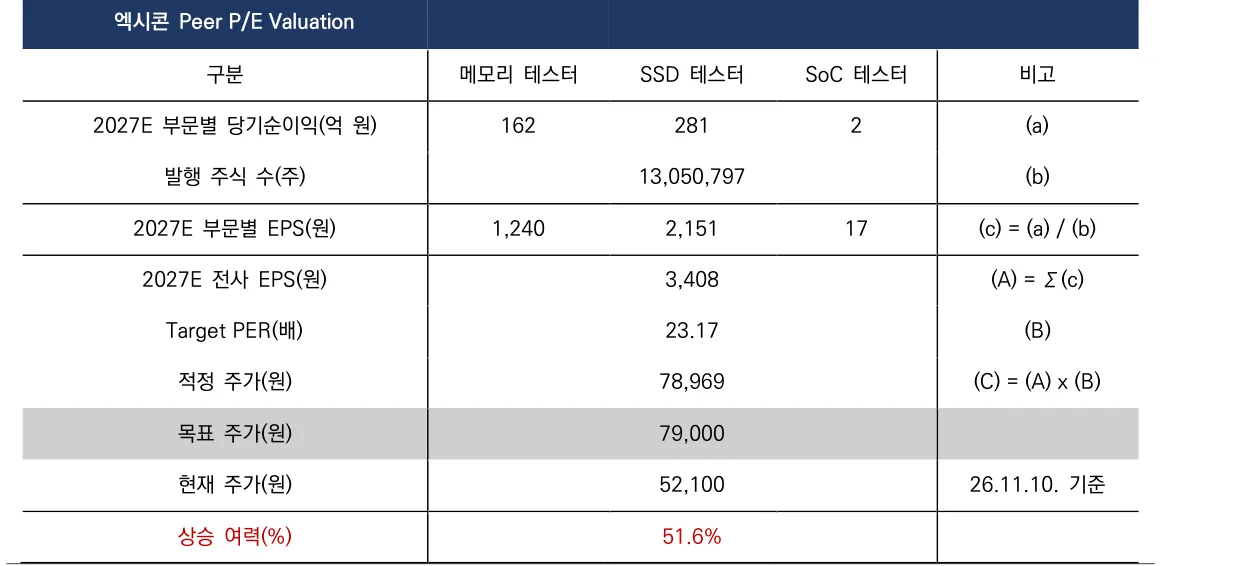 엑시콘 Peer P/E Valuation
구분 메모리 테스터 SSD 테스터 SoC 테스터 비고
2027E 부문별 당기순이익(억 원) 162 281 2 (a)
발행 주식 수(주) 13,050,797 (b)
2027E 부문별 EPS(원) 1,240 2,151 17 (c) = (a) / (b)
2027E 전사 EPS(원) 3,408 (A) = Σ(c)
Target PER(배) 23.17 (B)
적정 주가(원) 78,969 (C) = (A) x (B)
목표 주가(원) 79,000
현재 주가(원) 52,100 26.11.10. 기준
상승 여력(%) 51.6%